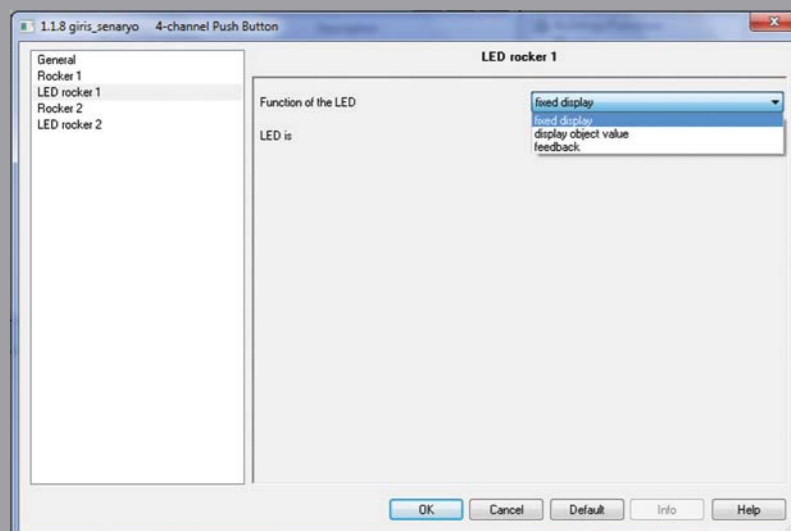 1.1.8 giris_senaryo 4-channel Push Button
General
Rocker 1
LED rocker 1
Rocker 2
LED rocker 2
LED rocker 1
Function of the LED
fixed display
fixed display
display object value
feedback
LED is
OK
Cancel
Default
Info
Help